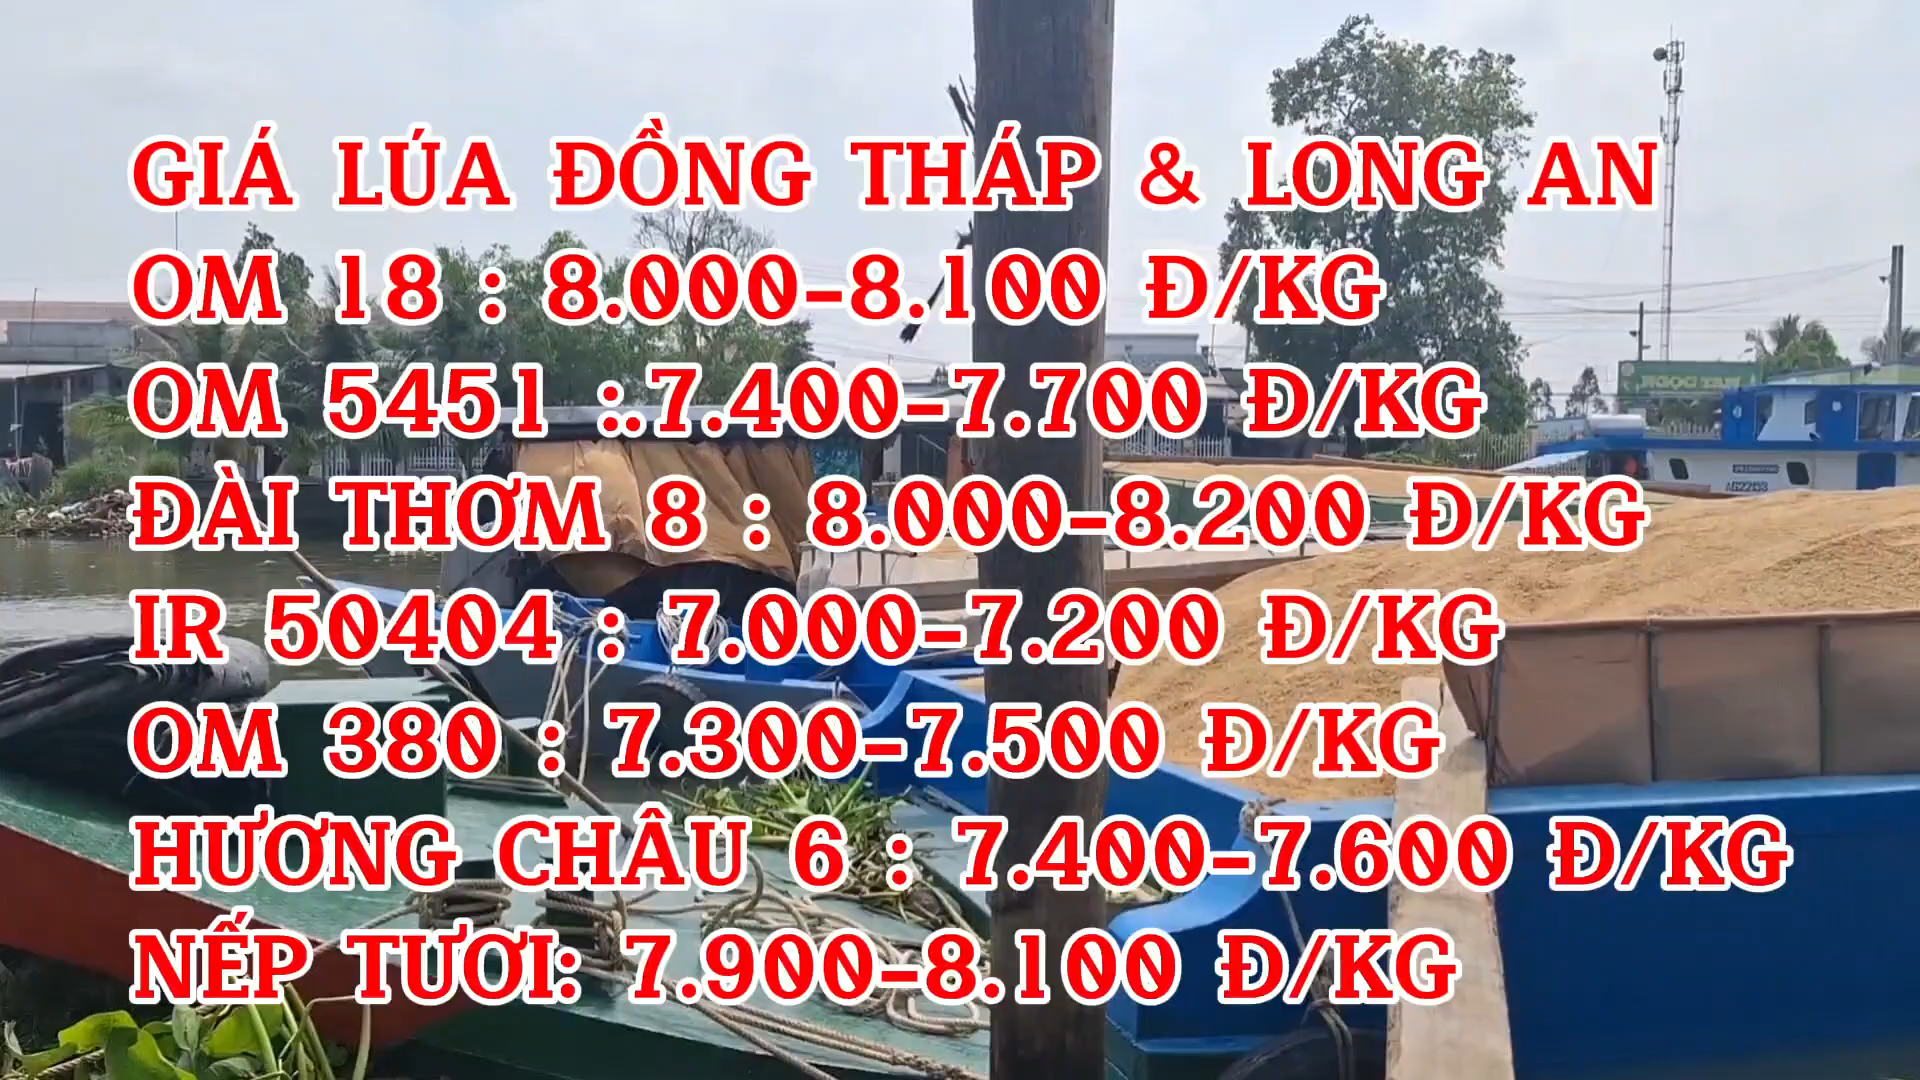 GIÁ LÚA ĐỒNG THÁP & LONG AN
OM 18 : 8.000-8.100 Đ/KG
OM 5451 :.7.400-7.700 Đ/KG
ĐÀI THƠM 8 : 8.000-8.200 Đ/KG
IR 50404 : 7.000-7.200 Đ/KG
OM 380 : 7.300-7.500 Đ/KG
HƯƠNG CHÂU 6 : 7.400-7.600 Đ/KG
NẾP TƯƠI: 7.900-8.100 Đ/KG